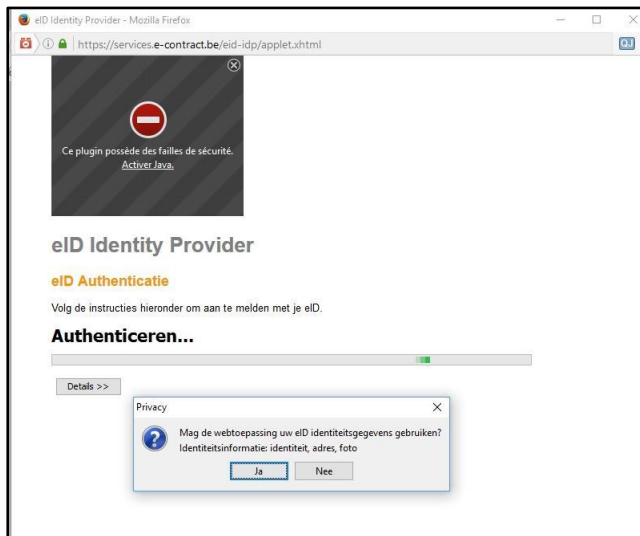 eID Identity Provider - Mozilla Firefox
https://services.e-contract.be/eid-idp/applet.xhtml
QJ
Ce plugin possède des failles de sécurité.
Activer Java.
eID Identity Provider
eID Authenticatie
Volg de instructies hieronder om aan te melden met je eID.
Authenticeren...
Details >>
Privacy
Mag de webtoepassing uw eID identiteitsgegevens gebruiken?
Identiteitsinformatie: identiteit, adres, foto
Ja
Nee